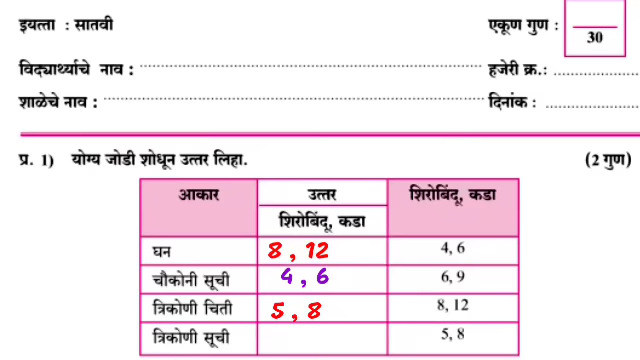 इयत्ता : सातवी एकूण गुण :
30
विद्यार्थ्याचे नाव : हजेरी क्र.:
शाळेचे नाव : दिनांक :
प्र. 1) योग्य जोडी शोधून उत्तर लिहा. (2 गुण)
आकार उत्तर शिरोबिंदू, कडा
शिरोबिंदू, कडा
घन 8 , 12 4, 6
चौकोनी सूची 4 , 6 6, 9
त्रिकोणी चिती 5 , 8 8, 12
त्रिकोणी सूची 5, 8